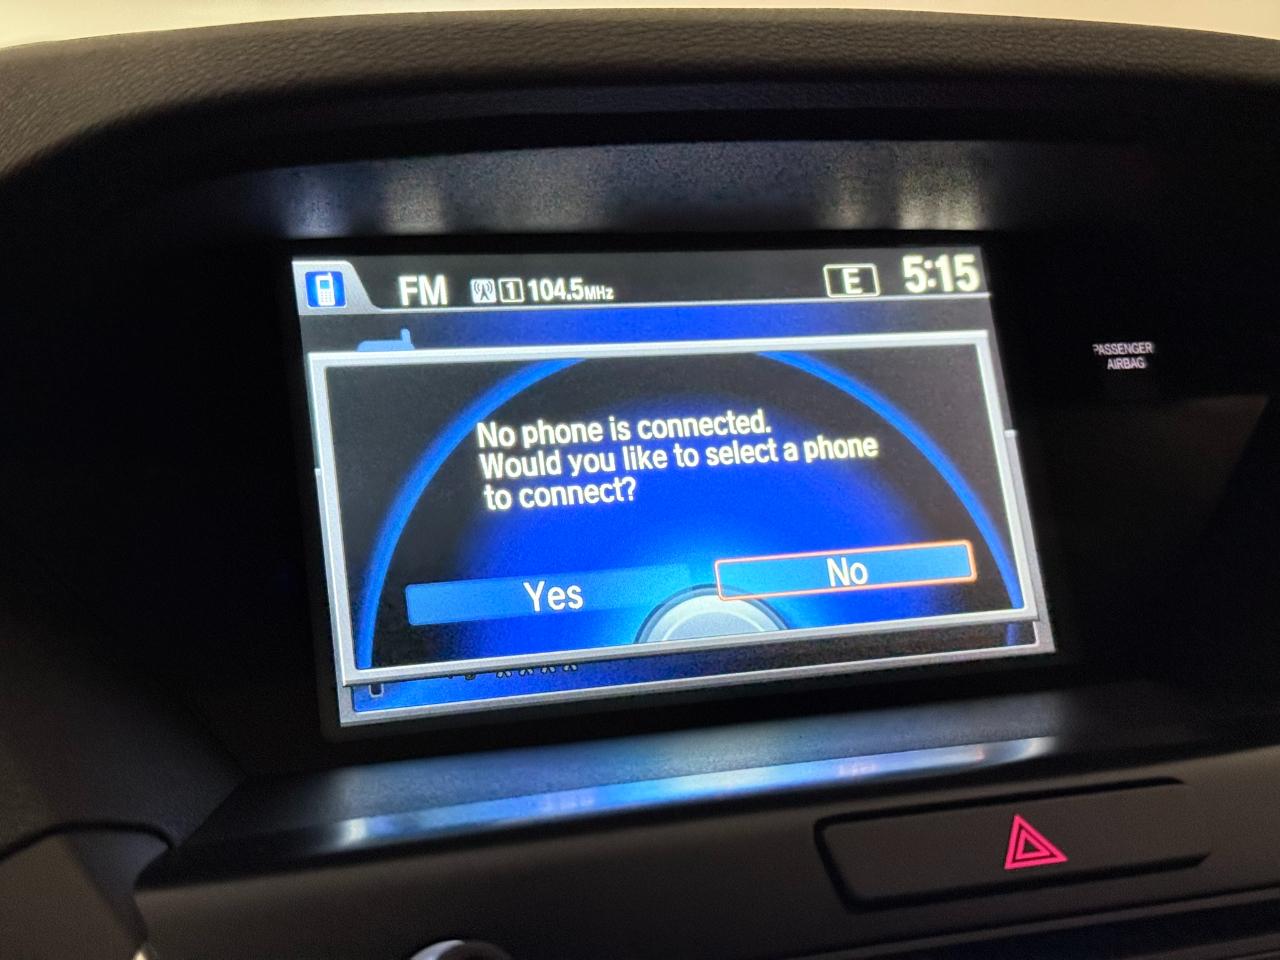 FM 1 104.5MHz E 5:15
PASSENGER
AIRBAG
No phone is connected.
Would you like to select a phone
to connect?
Yes No